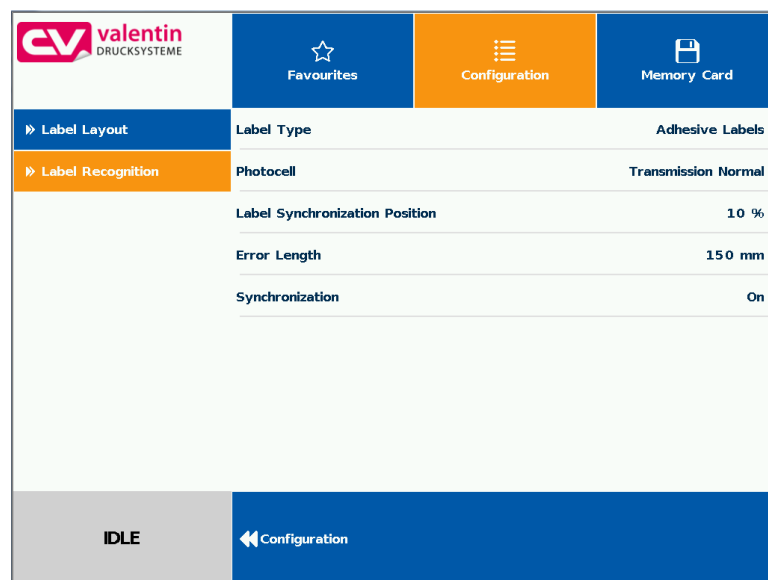 valentin
DRUCKSYSTEME
Favourites
Configuration
Memory Card
Label Layout
Label Recognition
Label Type Adhesive Labels
Photocell Transmission Normal
Label Synchronization Position 10 %
Error Length 150 mm
Synchronization On
IDLE
Configuration